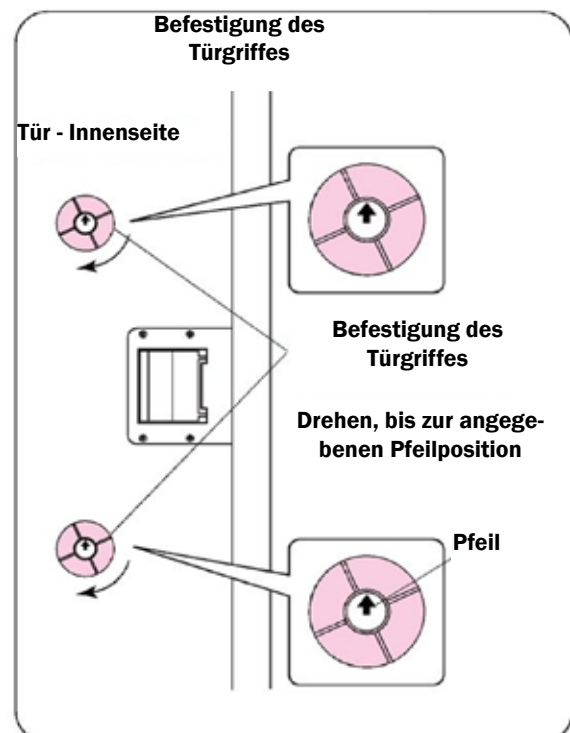 Befestigung des
Türgriffes
Tür - Innenseite
Befestigung des
Türgriffes
Drehen, bis zur angege-
benen Pfeilposition
Pfeil